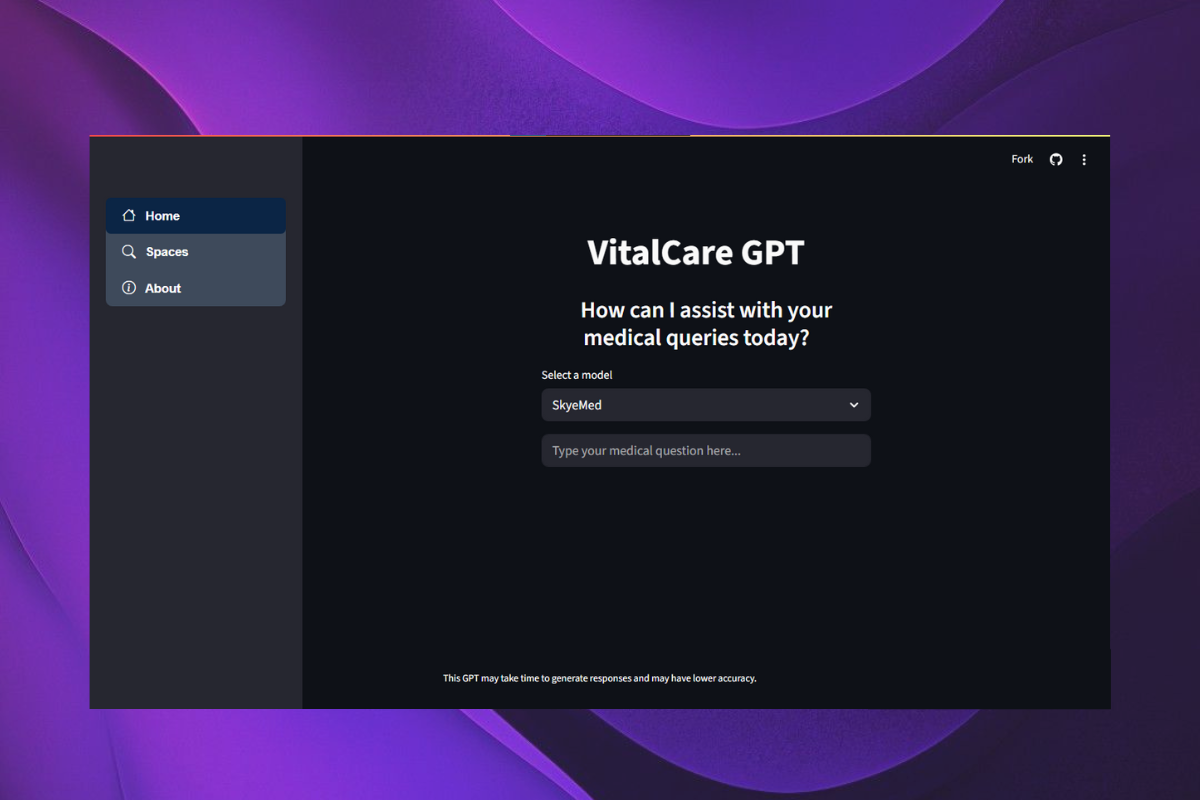 Fork
Home
Spaces
About
VitalCare GPT
How can I assist with your
medical queries today?
Select a model
SkyeMed
Type your medical question here...
This GPT may take time to generate responses and may have lower accuracy.